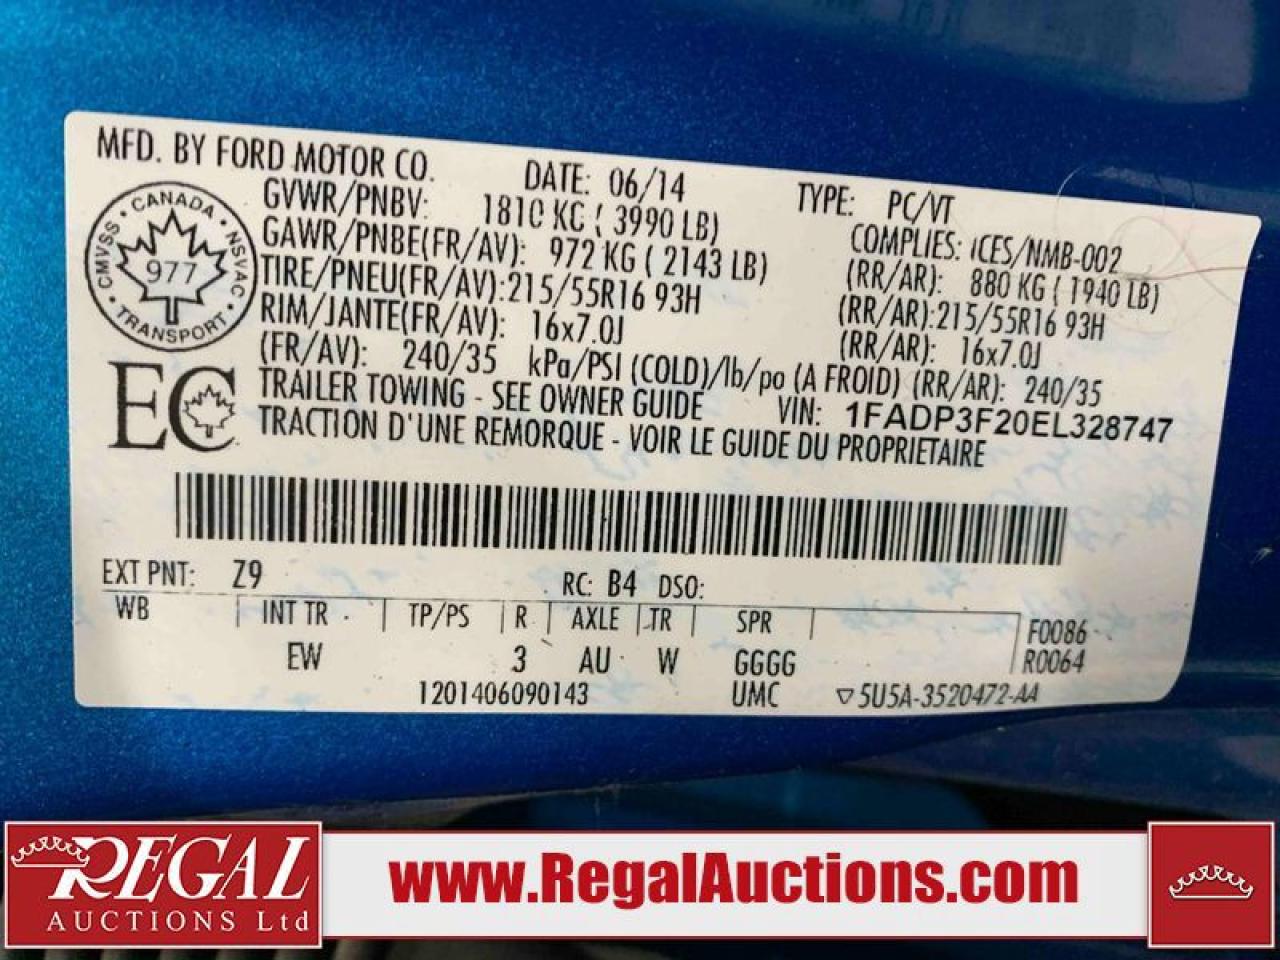 MFD. BY FORD MOTOR CO. DATE: 06/14 TYPE: PC/VT
GVWR/PNBV: 1810 KG ( 3990 LB) COMPLIES: ICES/NMB-002
GAWR/PNBE(FR/AV): 972 KG ( 2143 LB) (RR/AR): 880 KG ( 1940 LB)
TIRE/PNEU(FR/AV):215/55R16 93H (RR/AR):215/55R16 93H
RIM/JANTE(FR/AV): 16x7.0J (RR/AR): 16x7.0J
(FR/AV): 240/35 kPa/PSI (COLD)/lb/po (A FROID) (RR/AR): 240/35
TRAILER TOWING - SEE OWNER GUIDE VIN: 1FADP3F20EL328747
TRACTION D'UNE REMORQUE - VOIR LE GUIDE DU PROPRIETAIRE
CANADA
CMVSS NSVAC
977
TRANSPORT
EC
EXT PNT: Z9 RC: B4 DSO:
WB INT TR TP/PS R AXLE TR SPR F0086
EW 3 AU W GGGG R0064
1201406090143 UMC ▽5U5A-3520472-AA
REGAL
AUCTIONS Ltd
www.RegalAuctions.com